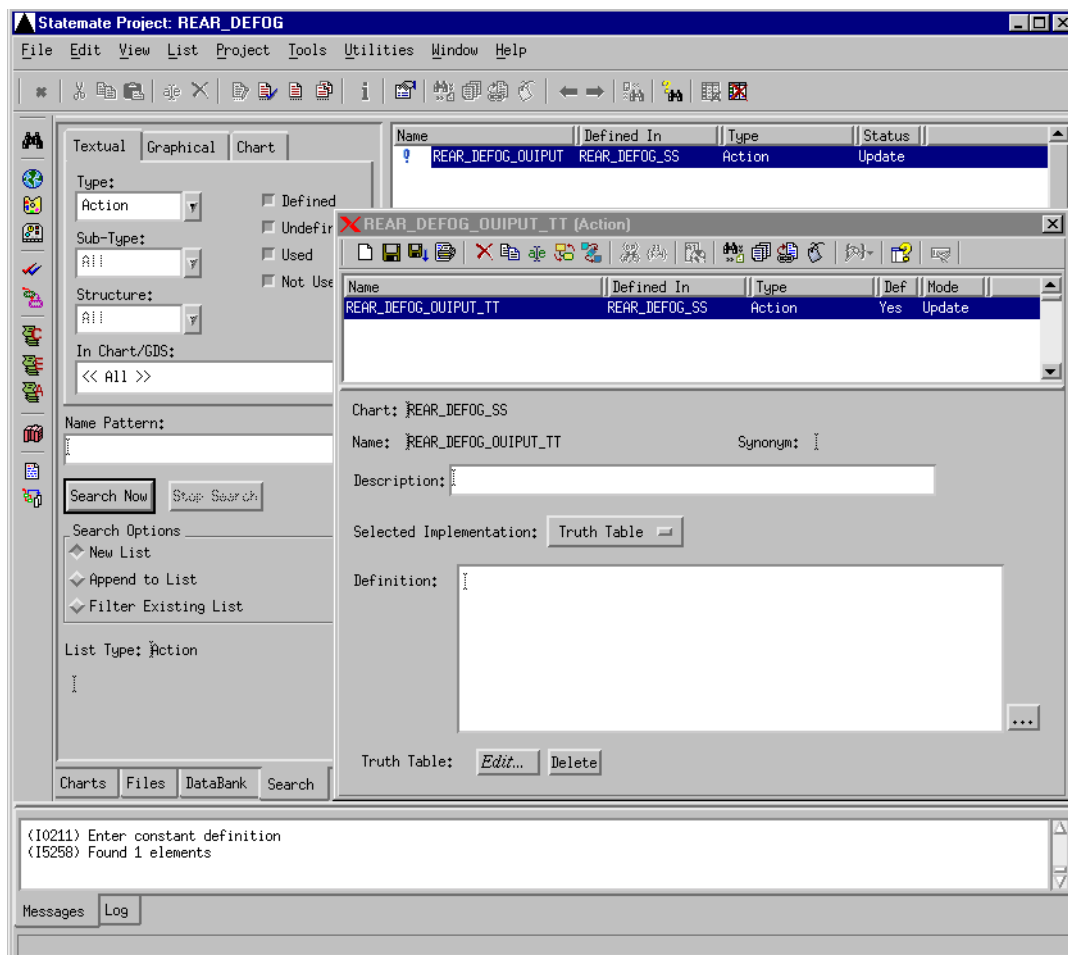 Statemate Project: REAR_DEFOG
File Edit View List Project Tools Utilities Window Help
Textual Graphical Chart
Type:
Action
Sub-Type:
All
Structure:
All
In Chart/GDS:
<< All >>
Defined
Undefin
Used
Not Use
Name Pattern:
Search Now Stop Search
Search Options
New List
Append to List
Filter Existing List
List Type: Action
Charts Files DataBank Search
Name Defined In Type Status
REAR_DEFOG_OUIPUT REAR_DEFOG_SS Action Update
REAR_DEFOG_OUIPUT_TT (Action)
Name Defined In Type Def Mode
REAR_DEFOG_OUIPUT_TT REAR_DEFOG_SS Action Yes Update
Chart: REAR_DEFOG_SS
Name: REAR_DEFOG_OUIPUT_TT Synonym:
Description:
Selected Implementation: Truth Table
Definition:
...
Truth Table: Edit... Delete
(I0211) Enter constant definition
(I5258) Found 1 elements
Messages Log